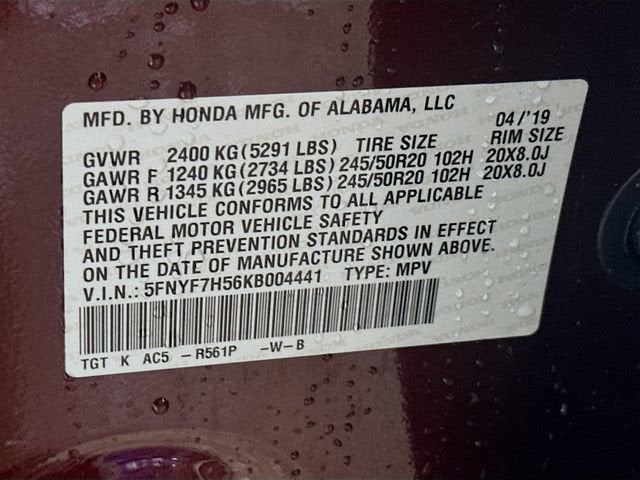 MFD. BY HONDA MFG. OF ALABAMA, LLC 04/'19
GVWR 2400 KG(5291 LBS) TIRE SIZE RIM SIZE
GAWR F 1240 KG(2734 LBS)245/50R20 102H 20X8.0J
GAWR R 1345 KG(2965 LBS)245/50R20 102H 20X8.0J
THIS VEHICLE CONFORMS TO ALL APPLICABLE
FEDERAL MOTOR VEHICLE SAFETY
AND THEFT PREVENTION STANDARDS IN EFFECT
ON THE DATE OF MANUFACTURE SHOWN ABOVE.
V.I.N.: 5FNYF7H56KB004441 TYPE: MPV
TGT K AC5 - R561P -W-B